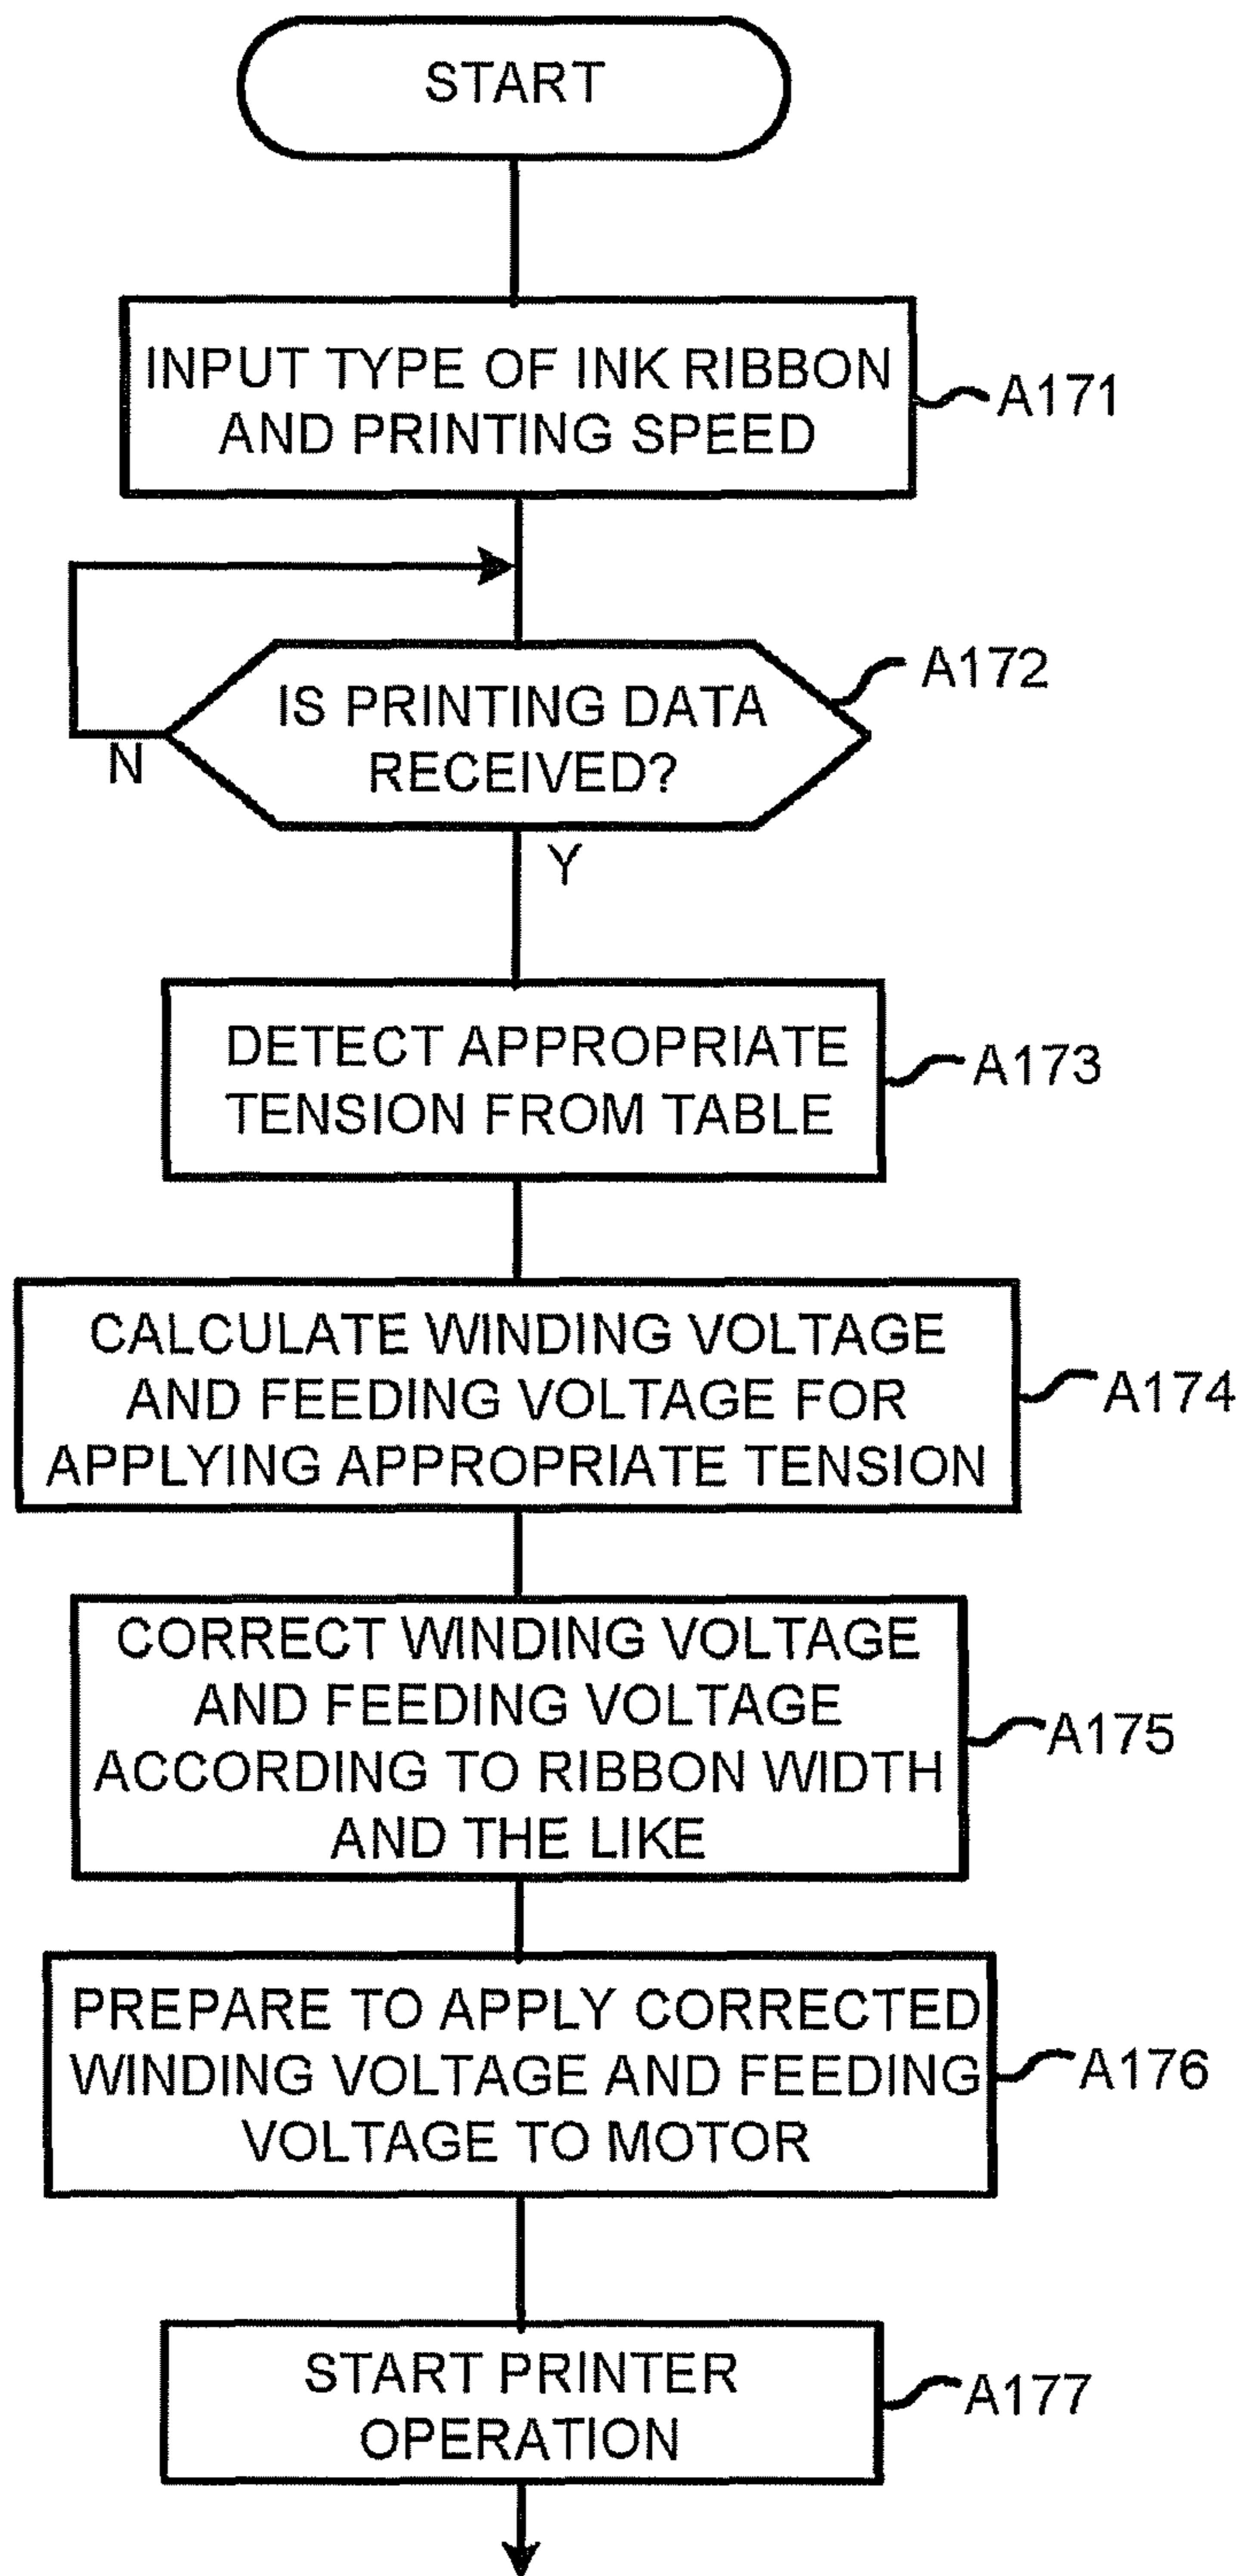 START
INPUT TYPE OF INK RIBBON
AND PRINTING SPEED
A171
IS PRINTING DATA
RECEIVED?
A172
N
Y
DETECT APPROPRIATE
TENSION FROM TABLE
A173
CALCULATE WINDING VOLTAGE
AND FEEDING VOLTAGE FOR
APPLYING APPROPRIATE TENSION
A174
CORRECT WINDING VOLTAGE
AND FEEDING VOLTAGE
ACCORDING TO RIBBON WIDTH
AND THE LIKE
A175
PREPARE TO APPLY CORRECTED
WINDING VOLTAGE AND FEEDING
VOLTAGE TO MOTOR
A176
START PRINTER
OPERATION
A177